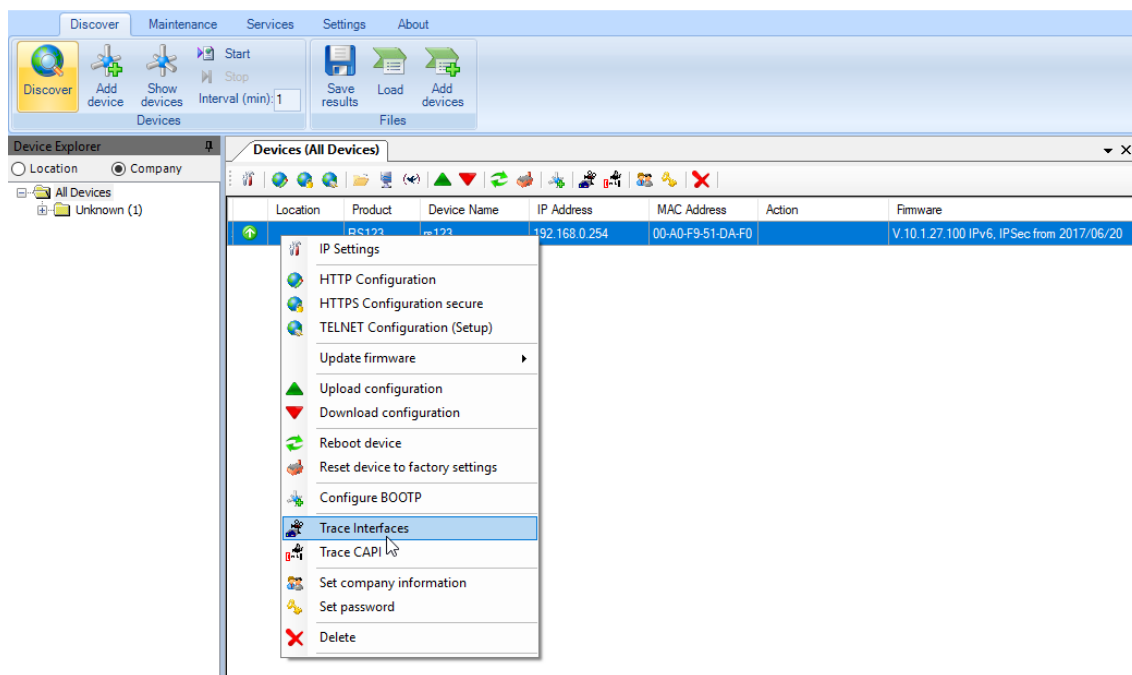 Discover Maintenance Services Settings About
Discover
Add device
Show devices
Start
Stop
Interval (min): 1
Save results
Load
Add devices
Devices
Files
Device Explorer
Devices (All Devices)
Location Company
All Devices
Unknown (1)
Location Product Device Name IP Address MAC Address Action Firmware
RS123 rs123 192.168.0.254 00-A0-F9-51-DA-F0 V.10.1.27.100 IPv6, IPSec from 2017/06/20
IP Settings
HTTP Configuration
HTTPS Configuration secure
TELNET Configuration (Setup)
Update firmware
Upload configuration
Download configuration
Reboot device
Reset device to factory settings
Configure BOOTP
Trace Interfaces
Trace CAPI
Set company information
Set password
Delete